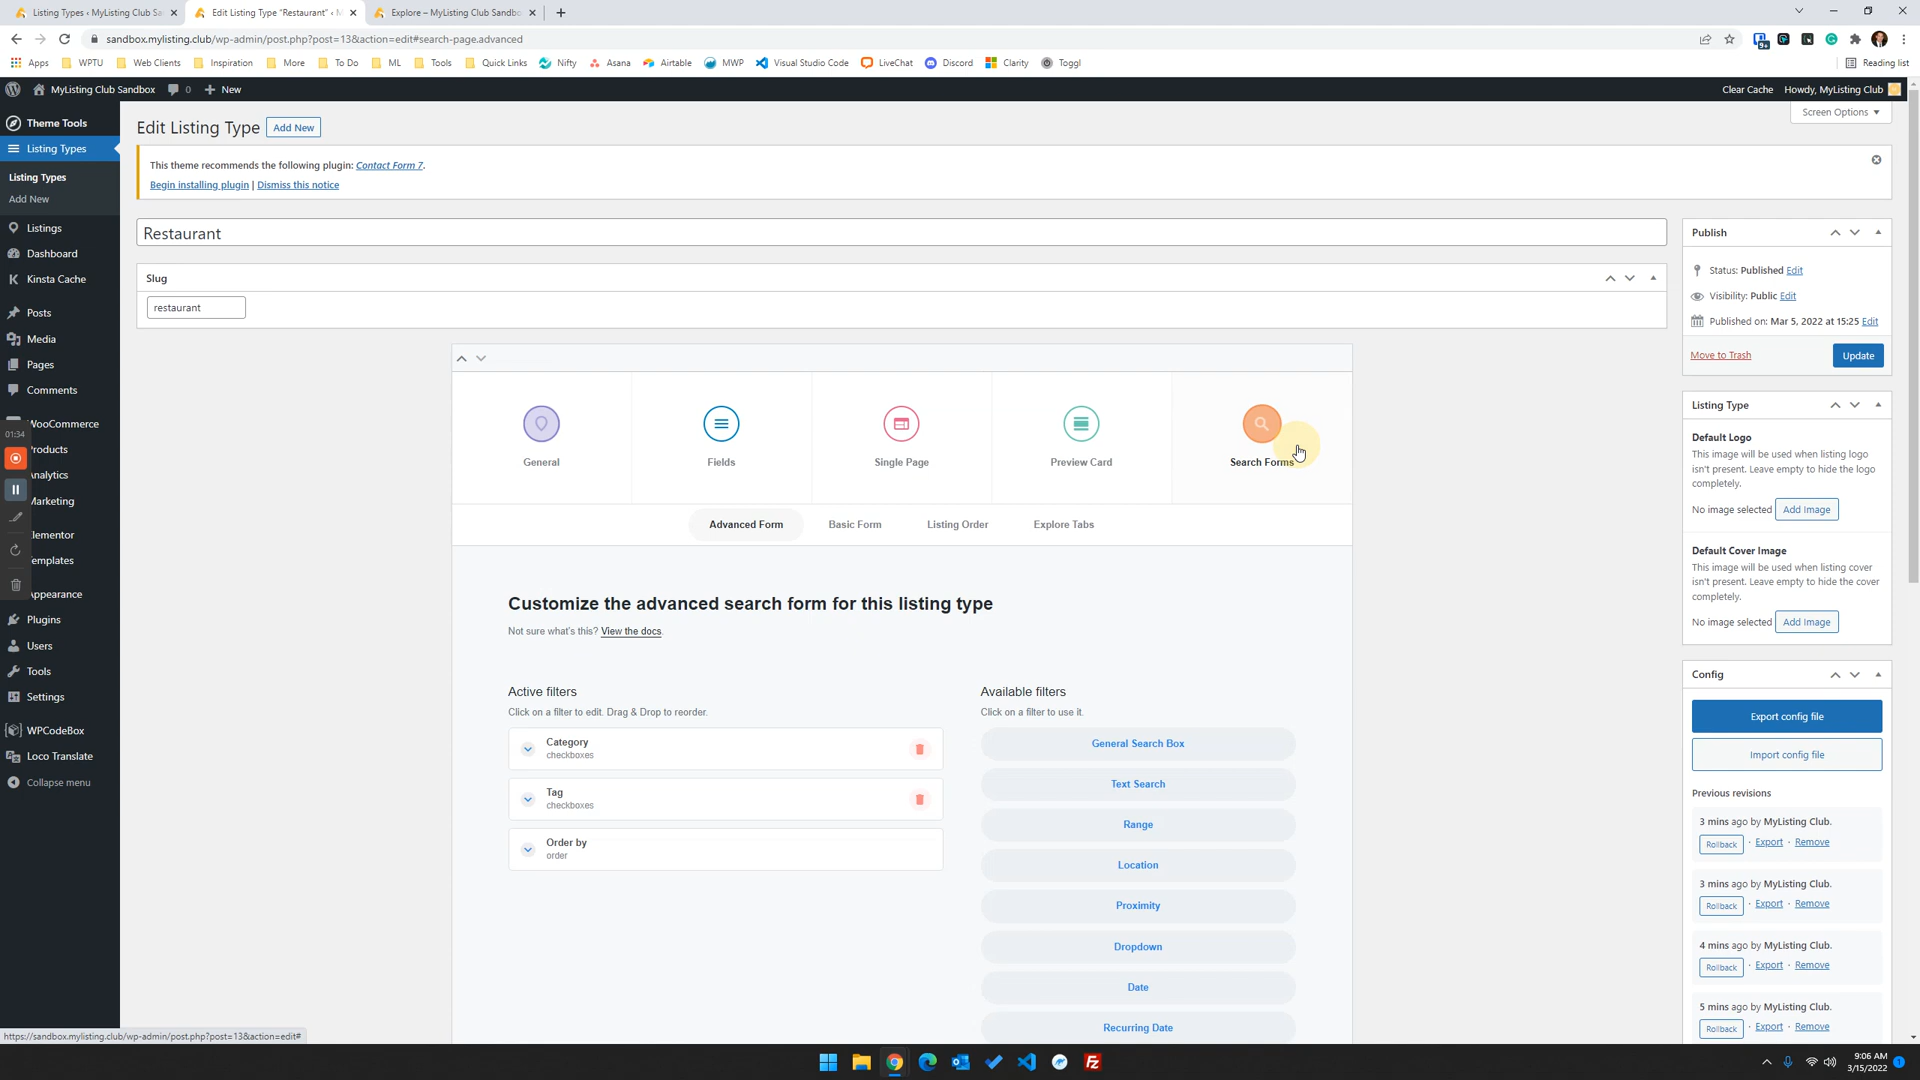 Listing Types ‹ MyListing Club Sa
Edit Listing Type "Restaurant" ‹ M
Explore – MyListing Club Sandbo
sandbox.mylisting.club/wp-admin/post.php?post=13&action=edit#search-page.advanced
9+
Apps
WPTU
Web Clients
Inspiration
More
To Do
ML
Tools
Quick Links
Nifty
Asana
Airtable
MWP
Visual Studio Code
LiveChat
Discord
Clarity
Toggl
Reading list
MyListing Club Sandbox
0
New
Clear Cache
Howdy, MyListing Club
Theme Tools
Listing Types
Listing Types
Add New
Listings
Dashboard
Kinsta Cache
Posts
Media
Pages
Comments
WooCommerce
01:34
Products
Analytics
Marketing
Elementor
Templates
Appearance
Plugins
Users
Tools
Settings
WPCodeBox
Loco Translate
Collapse menu
Edit Listing Type
Add New
Screen Options
This theme recommends the following plugin: Contact Form 7.
Begin installing plugin | Dismiss this notice
Restaurant
Slug
restaurant
General
Fields
Single Page
Preview Card
Search Forms
Advanced Form
Basic Form
Listing Order
Explore Tabs
Customize the advanced search form for this listing type
Not sure what's this? View the docs
Active filters
Click on a filter to edit. Drag & Drop to reorder.
Category
checkboxes
Tag
checkboxes
Order by
order
Available filters
Click on a filter to use it.
General Search Box
Text Search
Range
Location
Proximity
Dropdown
Date
Recurring Date
Publish
Status: Published Edit
Visibility: Public Edit
Published on: Mar 5, 2022 at 15:25 Edit
Move to Trash
Update
Listing Type
Default Logo
This image will be used when listing logo
isn't present. Leave empty to hide the logo
completely.
No image selected
Add Image
Default Cover Image
This image will be used when listing cover
isn't present. Leave empty to hide the cover
completely.
No image selected
Add Image
Config
Export config file
Import config file
Previous revisions
3 mins ago by MyListing Club.
Rollback · Export · Remove
3 mins ago by MyListing Club.
Rollback · Export · Remove
4 mins ago by MyListing Club.
Rollback · Export · Remove
5 mins ago by MyListing Club.
Rollback · Export · Remove
https://sandbox.mylisting.club/wp-admin/post.php?post=13&action=edit#
9:06 AM
3/15/2022
1